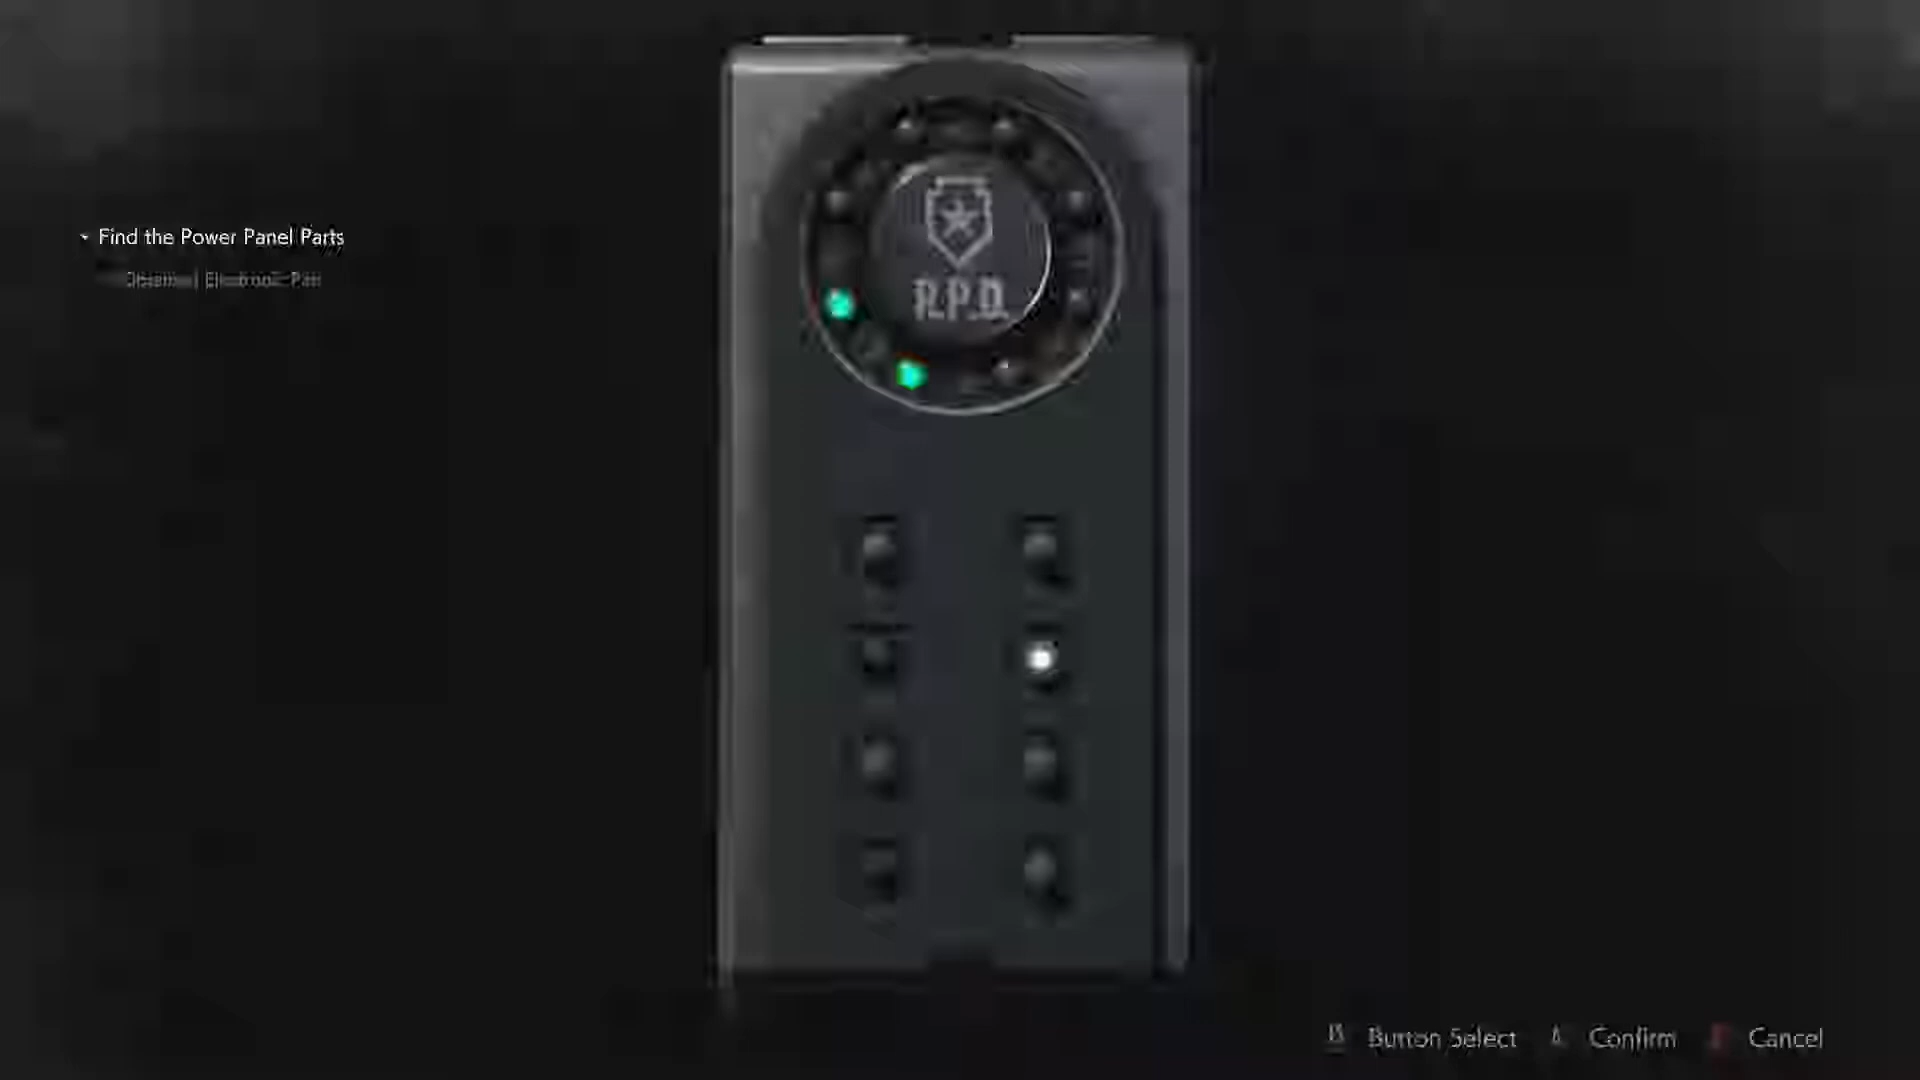 Find the Power Panel Parts
R.P.D.
Button Select
Confirm
Cancel